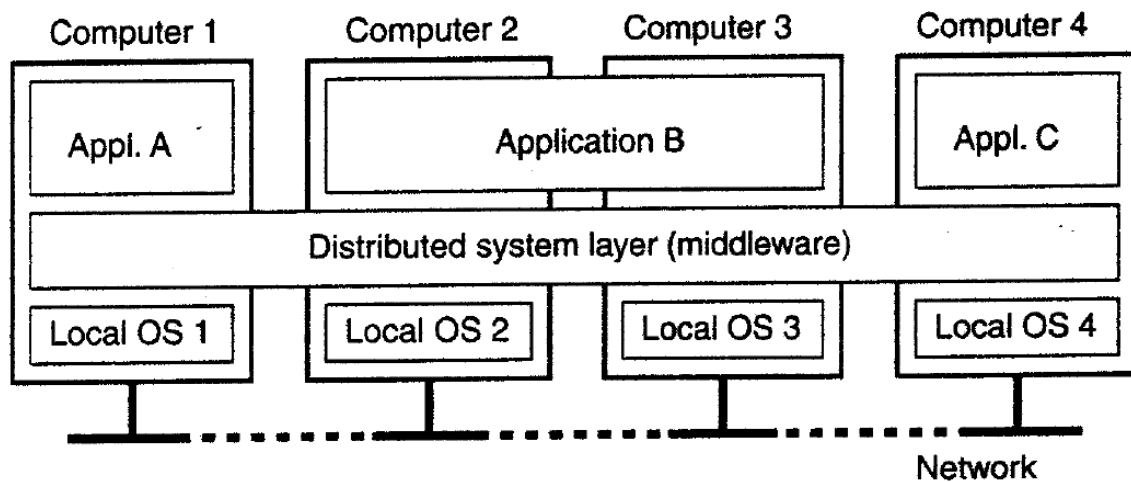 Computer 1
Computer 2
Computer 3
Computer 4
Appl. A
Application B
Appl. C
Distributed system layer (middleware)
Local OS 1
Local OS 2
Local OS 3
Local OS 4
Network